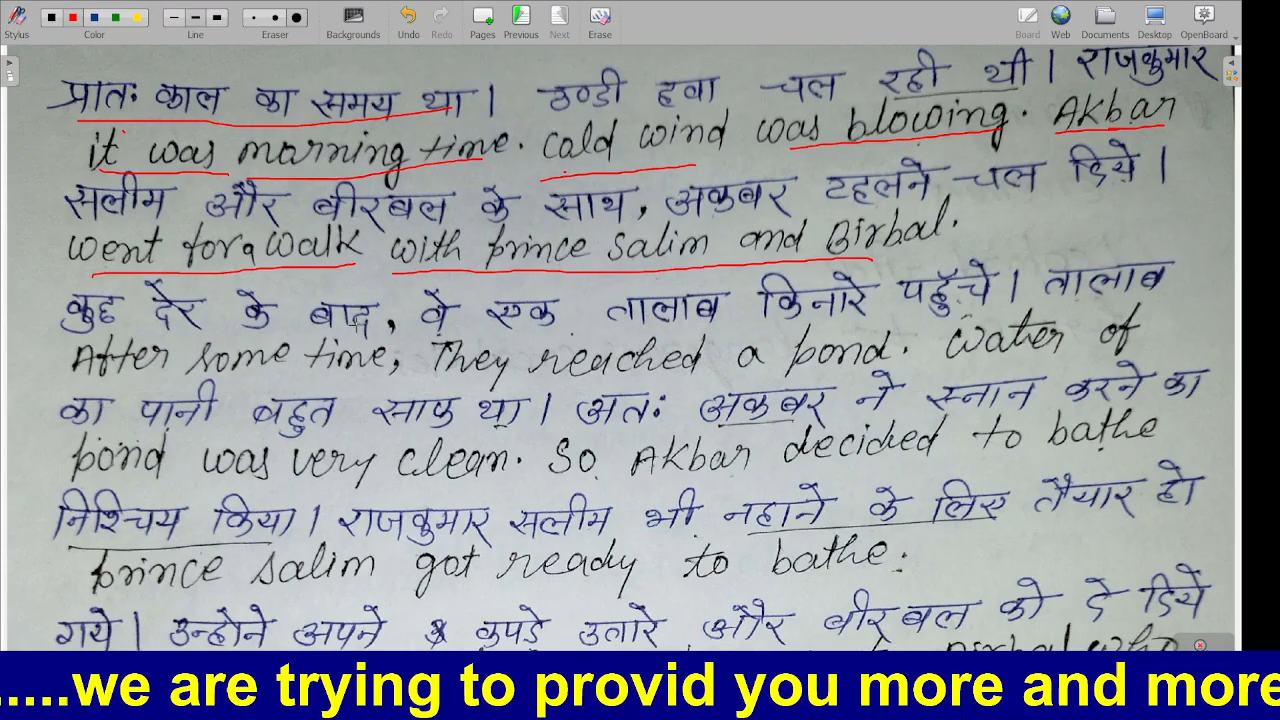 Stylus Color Line Eraser Backgrounds Undo Redo Pages Previous Next Erase Board Web Documents Desktop OpenBoard
प्रातः काल का समय था। ठण्डी हवा चल रही थी। राजकुमार
it was morning time. cold wind was blowing. Akbar
सलीम और बीरबल के साथ, अकबर टहलने चल दिये।
went for a walk with prince salim and Birbal.
कुछ देर के बाद, वे एक तालाब किनारे पहुँचे। तालाब
After some time, They reached a pond. Water of
का पानी बहुत साफ था। अतः अकबर ने स्नान करने का
pond was very clean. So Akbar decided to bathe
निश्चिय किया। राजकुमार सलीम भी नहाने के लिए तैयार हो
prince salim got ready to bathe.
गये। उन्होने अपने कपड़े उतारे और बीरबल को दे दिये
.....we are trying to provid you more and more